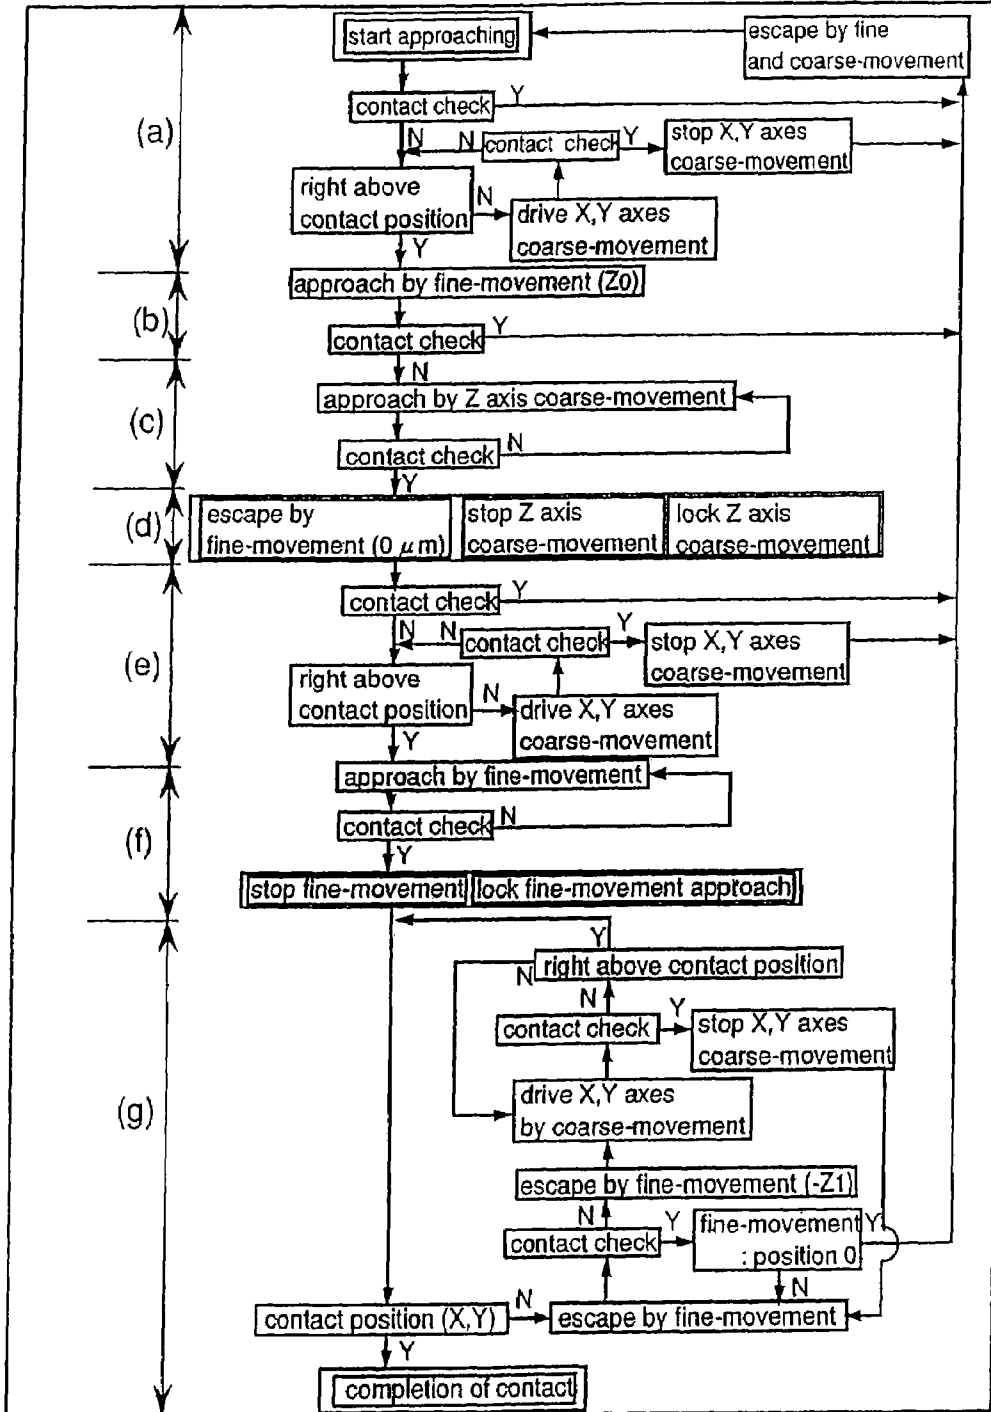 start approaching
escape by fine
and coarse-movement
contact check
Y
(a)
N
N
contact check
Y
stop X,Y axes
coarse-movement
right above
contact position
N
drive X,Y axes
coarse-movement
Y
approach by fine-movement (Z0)
(b)
contact check
Y
N
approach by Z axis coarse-movement
(c)
contact check
N
Y
(d)
escape by
fine-movement (0 μm)
stop Z axis
coarse-movement
lock Z axis
coarse-movement
contact check
Y
(e)
N
N
contact check
Y
stop X,Y axes
coarse-movement
right above
contact position
N
drive X,Y axes
coarse-movement
Y
approach by fine-movement
(f)
contact check
N
Y
stop fine-movement
lock fine-movement approach
(g)
Y
right above contact position
N
N
contact check
Y
stop X,Y axes
coarse-movement
drive X,Y axes
by coarse-movement
escape by fine-movement (-Z1)
N
contact check
Y
fine-movement
: position 0
Y
N
contact position (X,Y)
N
escape by fine-movement
Y
completion of contact